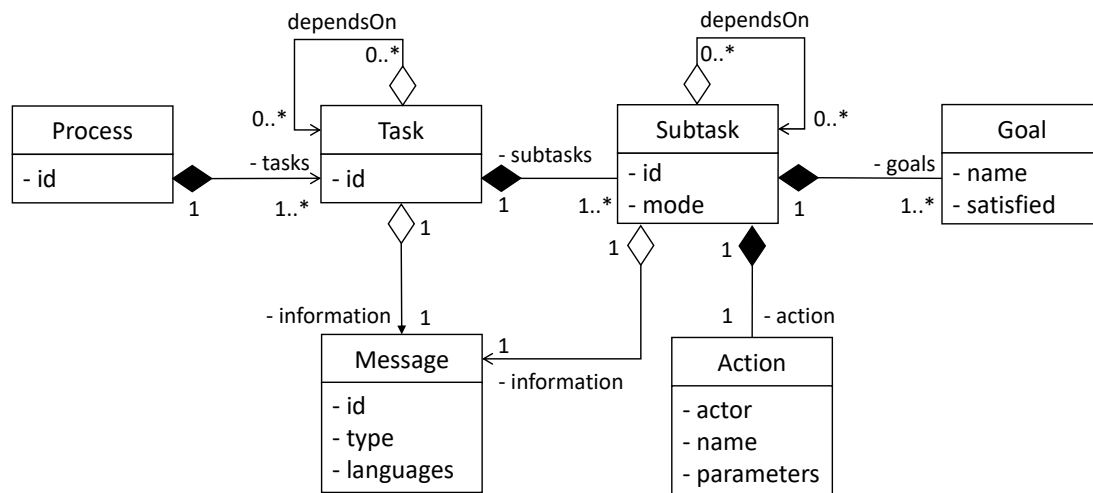 dependsOn
0..*
0..*
dependsOn
0..*
0..*
Process
- id
1
- tasks
1..*
Task
- id
1
- subtasks
1..*
Subtask
- id
- mode
1
- goals
1..*
Goal
- name
- satisfied
1
- information
1
1
1
- information
1
1
- action
Message
- id
- type
- languages
Action
- actor
- name
- parameters